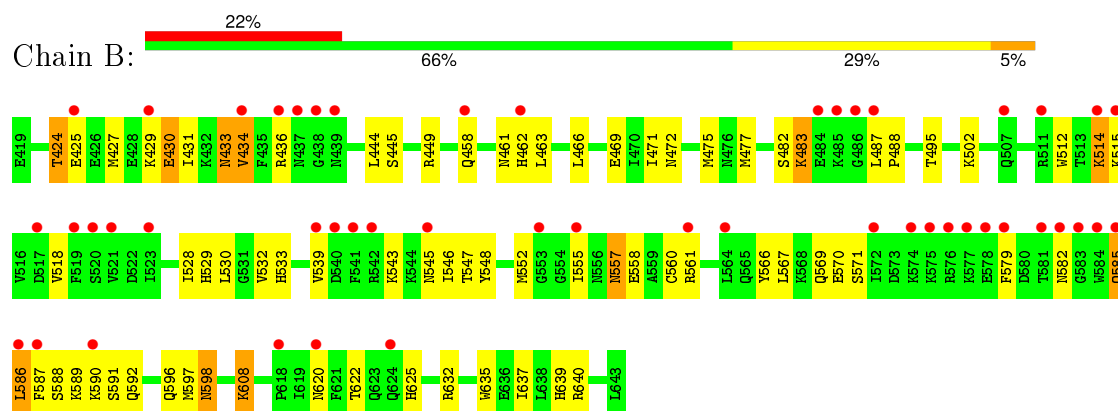 22%
Chain B:
66% 29% 5%
E419 T424 E425 E426 M427 E428 K429 E430 I431 K432 N433 V434 F435 R436 N437 G438 N439 L444 S445 R449 Q458 N461 H462 L463 L466 E469 I470 I471 N472 M475 N476 M477 S482 K483 E484 K485 G486 L487 P488 T495 K502 Q507 R511 W512 T513 K514 K515
V516 D517 V518 F519 S520 V521 D522 I523 I528 H529 L530 G531 V532 H533 V539 D540 F541 R542 K543 K544 N545 I546 T547 Y548 M552 G553 G554 I555 N556 N557 E558 A559 C560 R561 L564 Q565 Y566 L567 K568 Q569 E570 S571 I572 D573 K574 K575 R576 K577 E578 F579 D580 T581 N582 G583 W584 Q585
L586 F587 S588 K589 K590 S591 Q592 Q596 M597 N598 K608 P618 I619 N620 F621 T622 Q623 Q624 H625 R632 W635 E636 I637 L638 H639 R640 L643